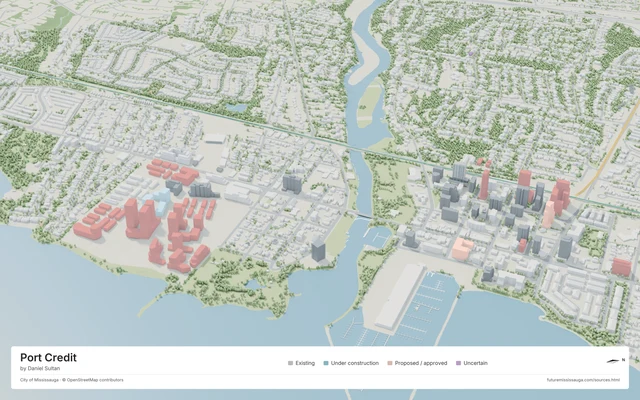 Port Credit
by Daniel Sultan
Existing
Under construction
Proposed / approved
Uncertain
N
City of Mississauga · © OpenStreetMap contributors
futuremississauga.com/sources.html